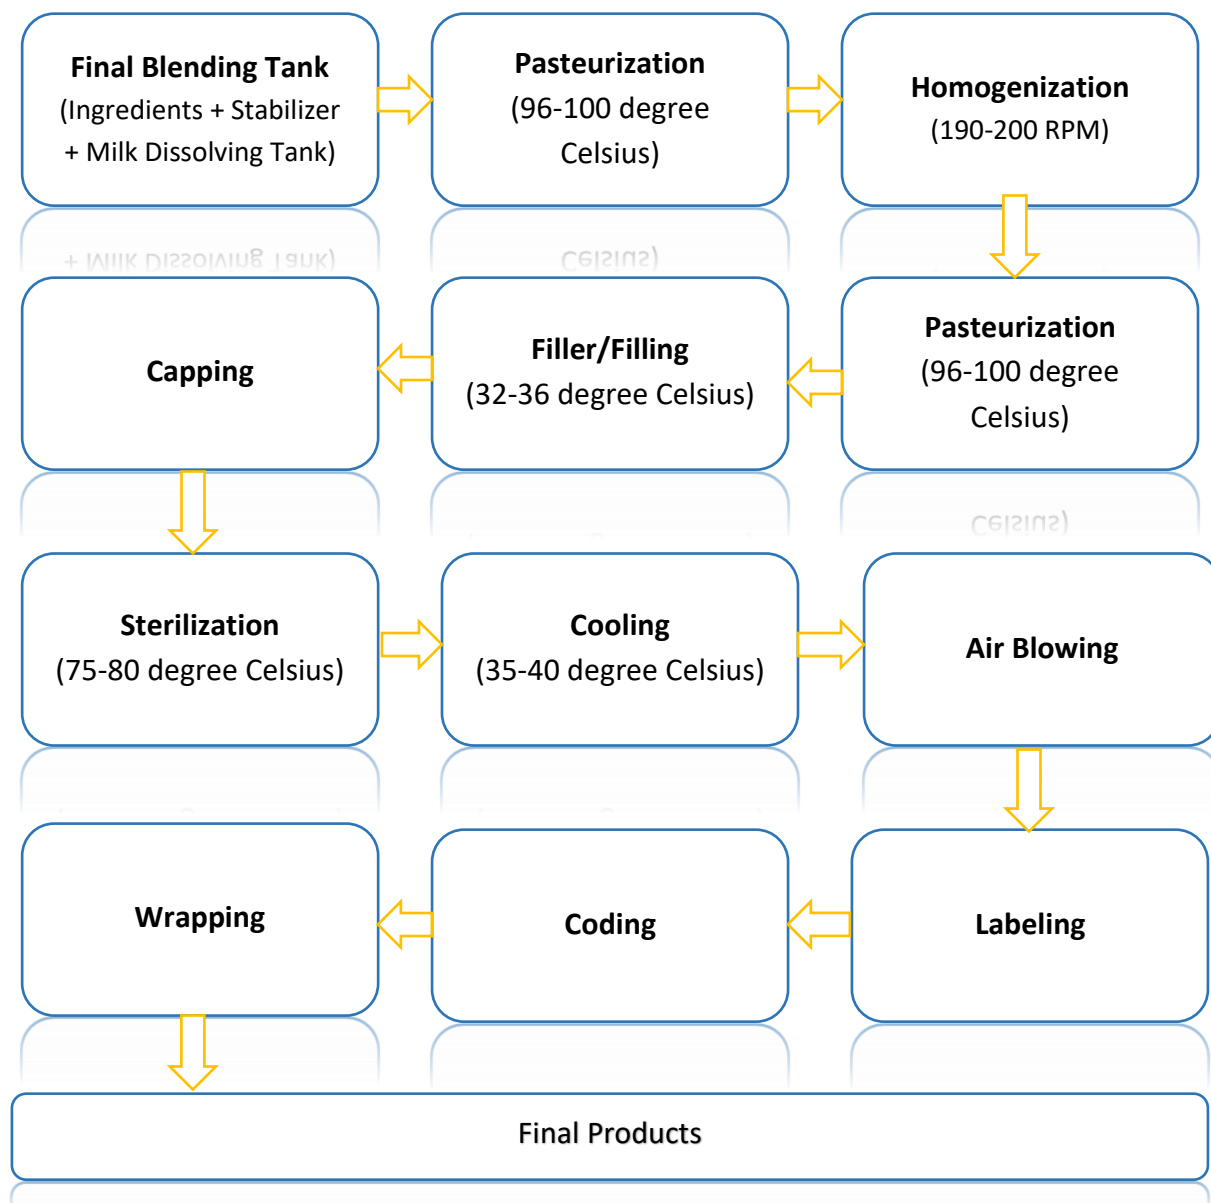 Final Blending Tank
(Ingredients + Stabilizer
+ Milk Dissolving Tank)
Pasteurization
(96-100 degree
Celsius)
Homogenization
(190-200 RPM)
Pasteurization
(96-100 degree
Celsius)
Filler/Filling
(32-36 degree Celsius)
Capping
Sterilization
(75-80 degree Celsius)
Cooling
(35-40 degree Celsius)
Air Blowing
Labeling
Coding
Wrapping
Final Products